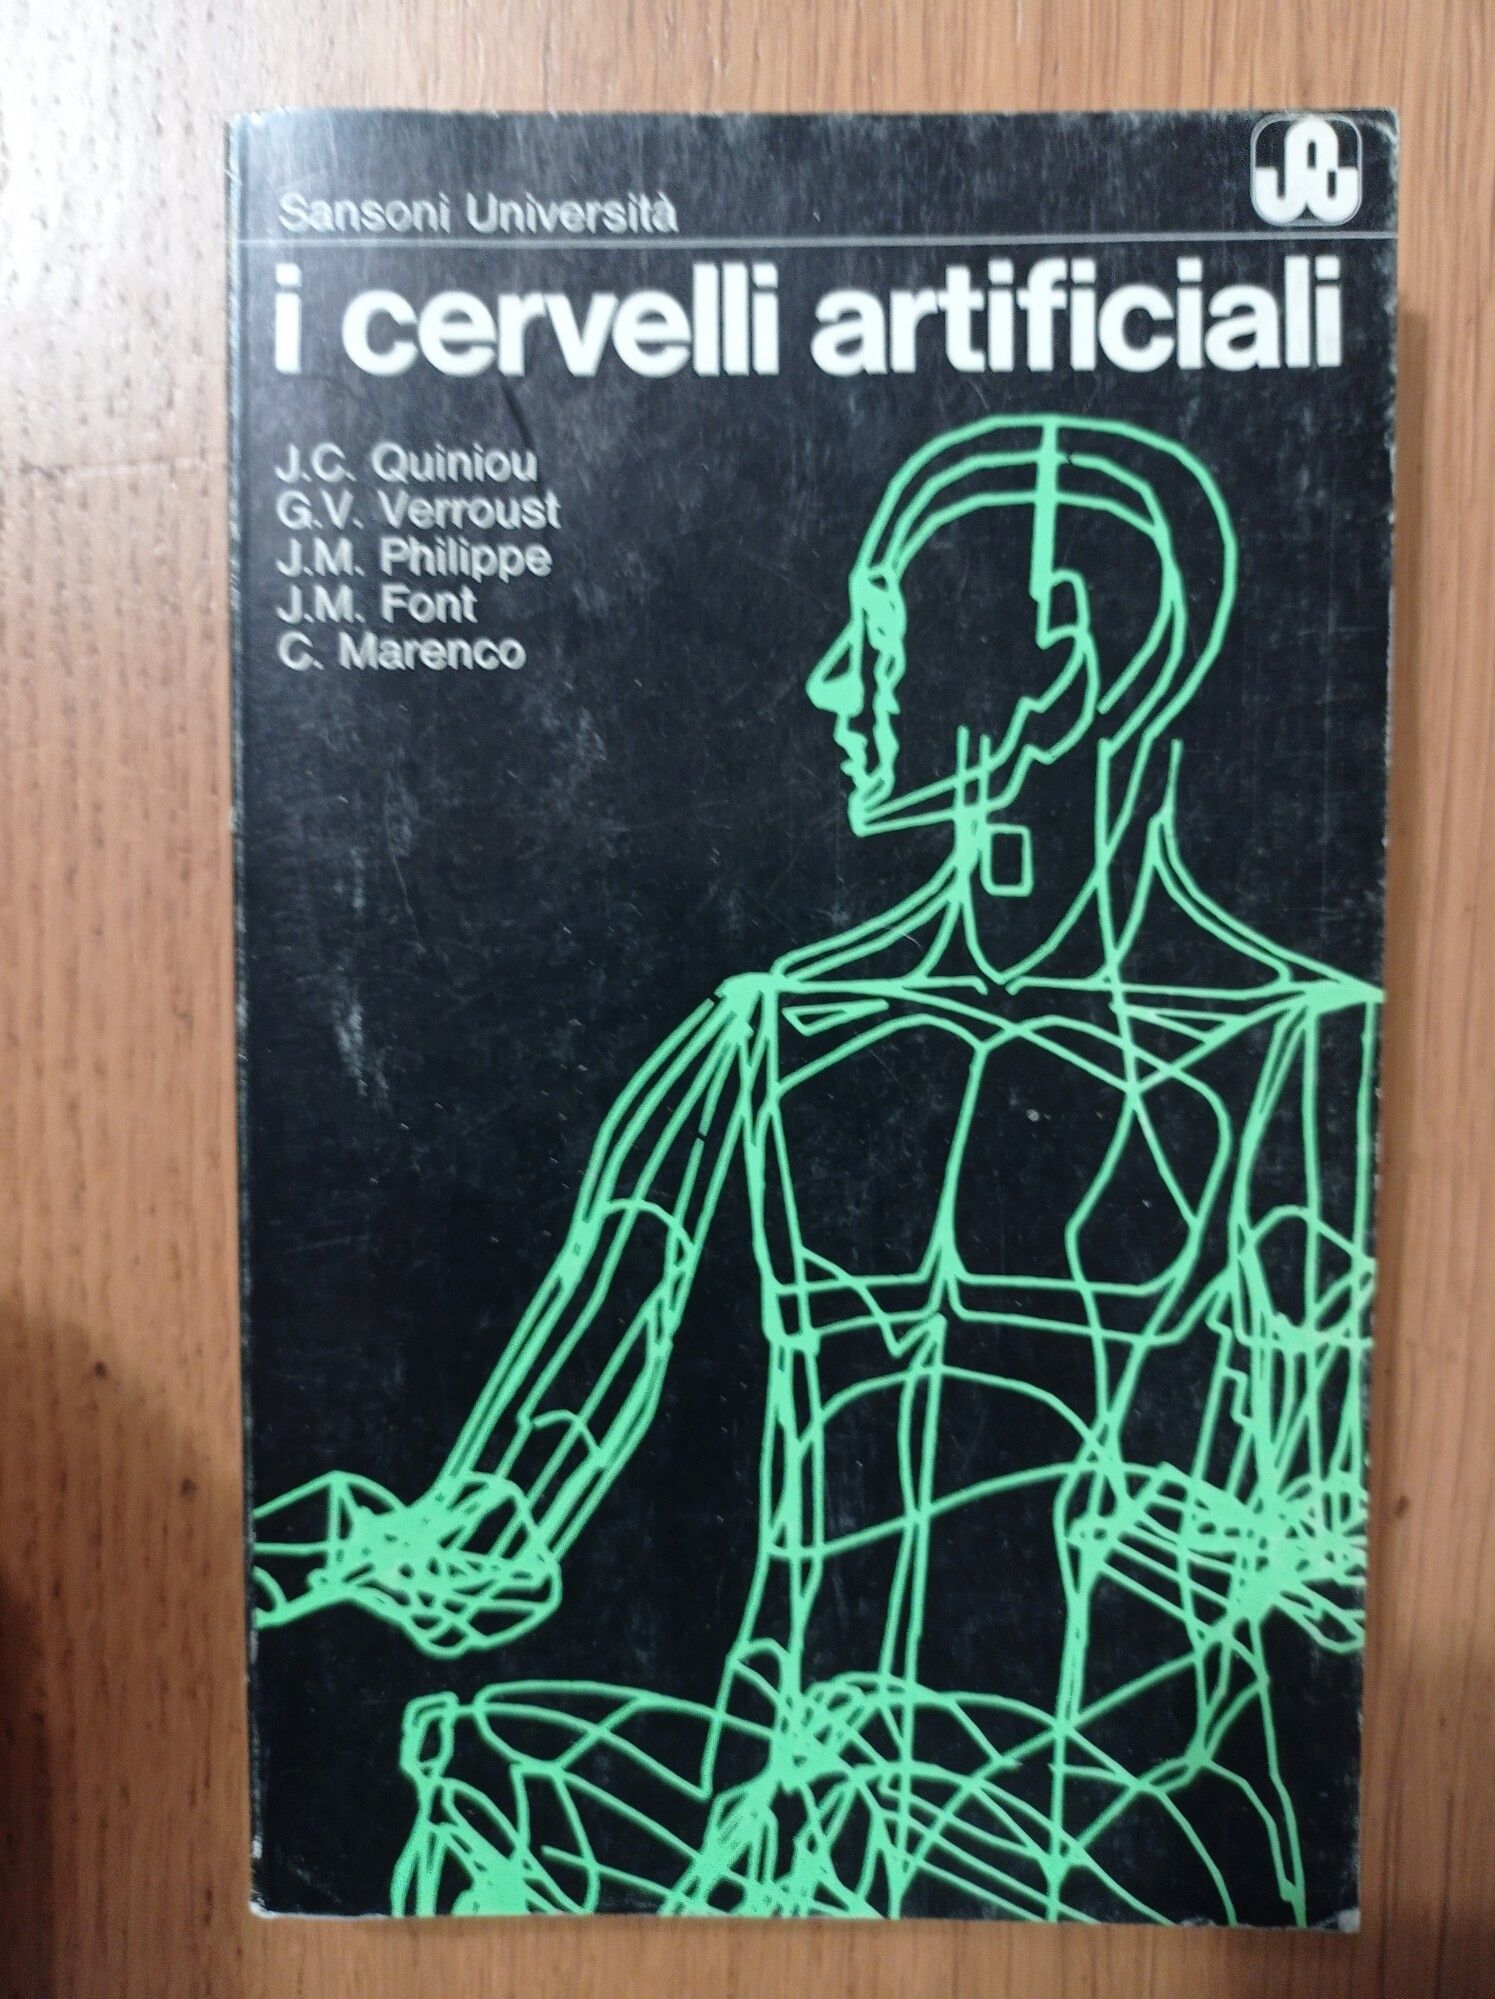 Sansoni Università
i cervelli artificiali
J.C. Quiniou
G.V. Verroust
J.M. Philippe
J.M. Font
C. Marenco